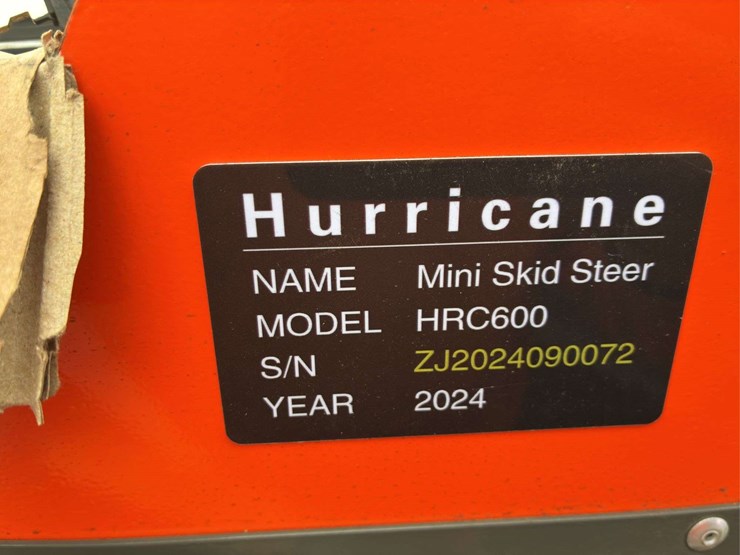 Hurricane
NAME Mini Skid Steer
MODEL HRC600
S/N ZJ2024090072
YEAR 2024